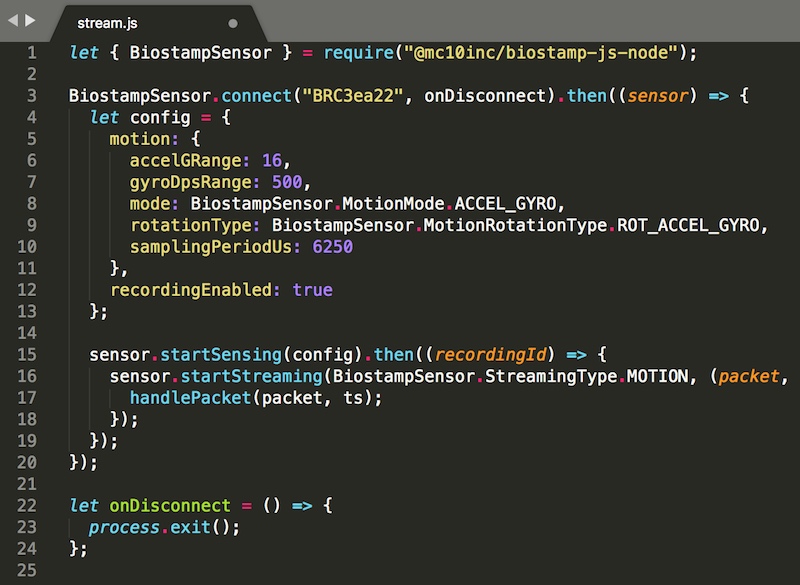 stream.js
1 let { BiostampSensor } = require("@mc10inc/biostamp-js-node");
2
3 BiostampSensor.connect("BRC3ea22", onDisconnect).then((sensor) => {
4   let config = {
5     motion: {
6       accelGRange: 16,
7       gyroDpsRange: 500,
8       mode: BiostampSensor.MotionMode.ACCEL_GYRO,
9       rotationType: BiostampSensor.MotionRotationType.ROT_ACCEL_GYRO,
10       samplingPeriodUs: 6250
11     },
12     recordingEnabled: true
13   };
14
15   sensor.startSensing(config).then((recordingId) => {
16     sensor.startStreaming(BiostampSensor.StreamingType.MOTION, (packet,
17       handlePacket(packet, ts);
18     });
19   });
20 });
21
22 let onDisconnect = () => {
23   process.exit();
24 };
25